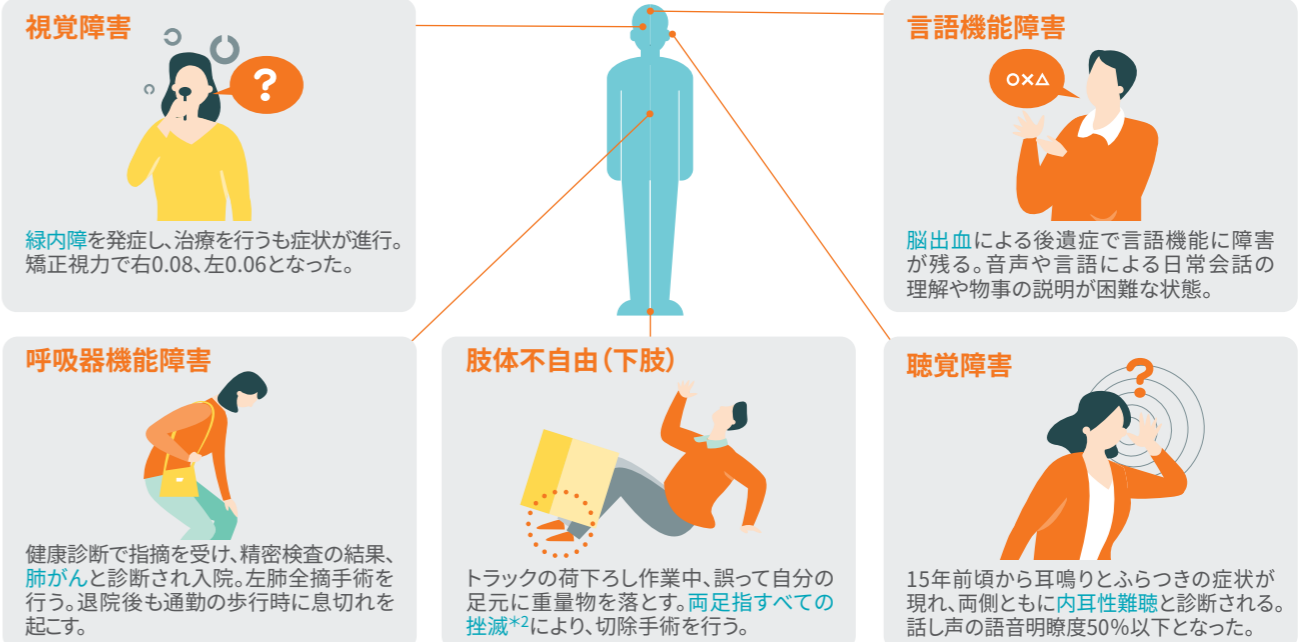 視覚障害
?
緑内障を発症し、治療を行うも症状が進行。
矯正視力で右0.08、左0.06となった。
言語機能障害
○×△
脳出血による後遺症で言語機能に障害
が残る。音声や言語による日常会話の
理解や物事の説明が困難な状態。
呼吸器機能障害
健康診断で指摘を受け、精密検査の結果、
肺がんと診断され入院。左肺全摘手術を
行う。退院後も通勤の歩行時に息切れを
起こす。
肢体不自由（下肢）
トラックの荷下ろし作業中、誤って自分の
足元に重量物を落とす。両足指すべての
挫滅*2により、切除手術を行う。
聴覚障害
?
15年前頃から耳鳴りとふらつきの症状が
現れ、両側ともに内耳性難聴と診断される。
話し声の語音明瞭度50％以下となった。